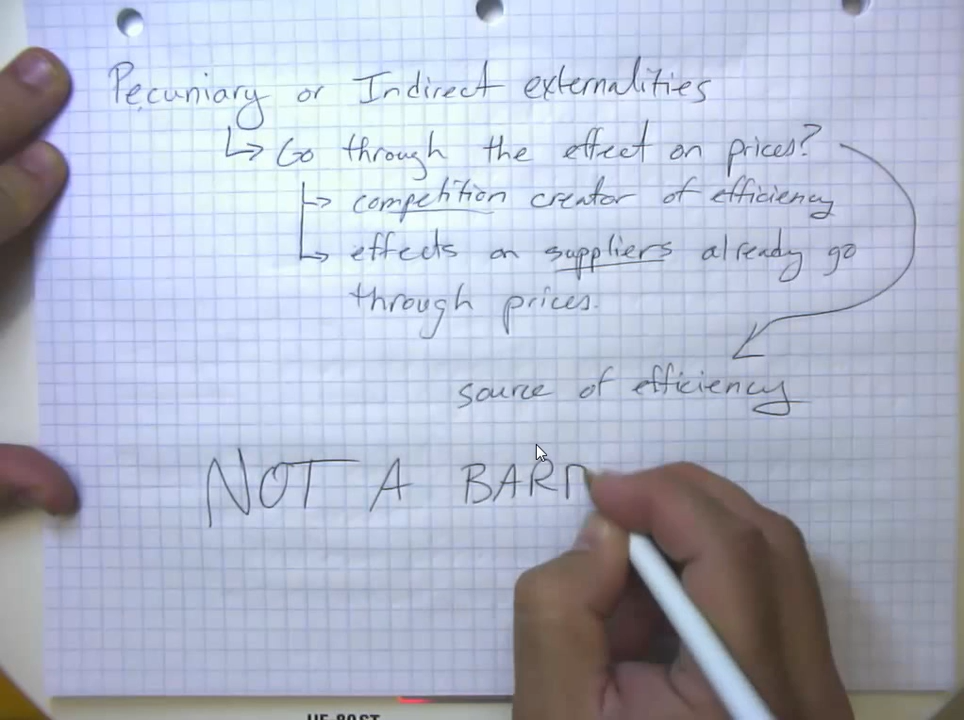 Pecuniary or Indirect externalities
↳ Go through the effect on prices?
↳ competition creator of efficiency
↳ effects on suppliers already go
through prices.
source of efficiency
NOT A BAR